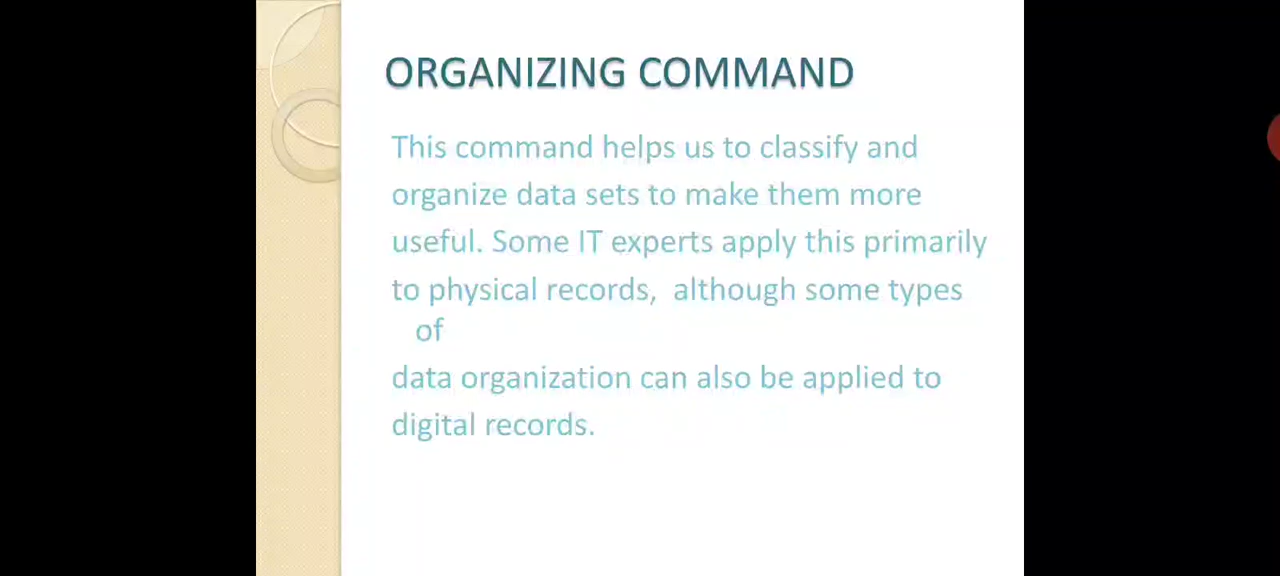 ORGANIZING COMMAND
This command helps us to classify and
organize data sets to make them more
useful. Some IT experts apply this primarily
to physical records,  although some types
of
data organization can also be applied to
digital records.